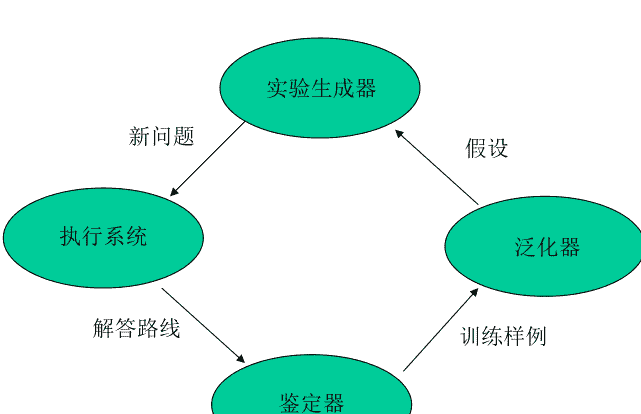 实验生成器
新问题
假设
执行系统
泛化器
解答路线
训练样例
鉴定器